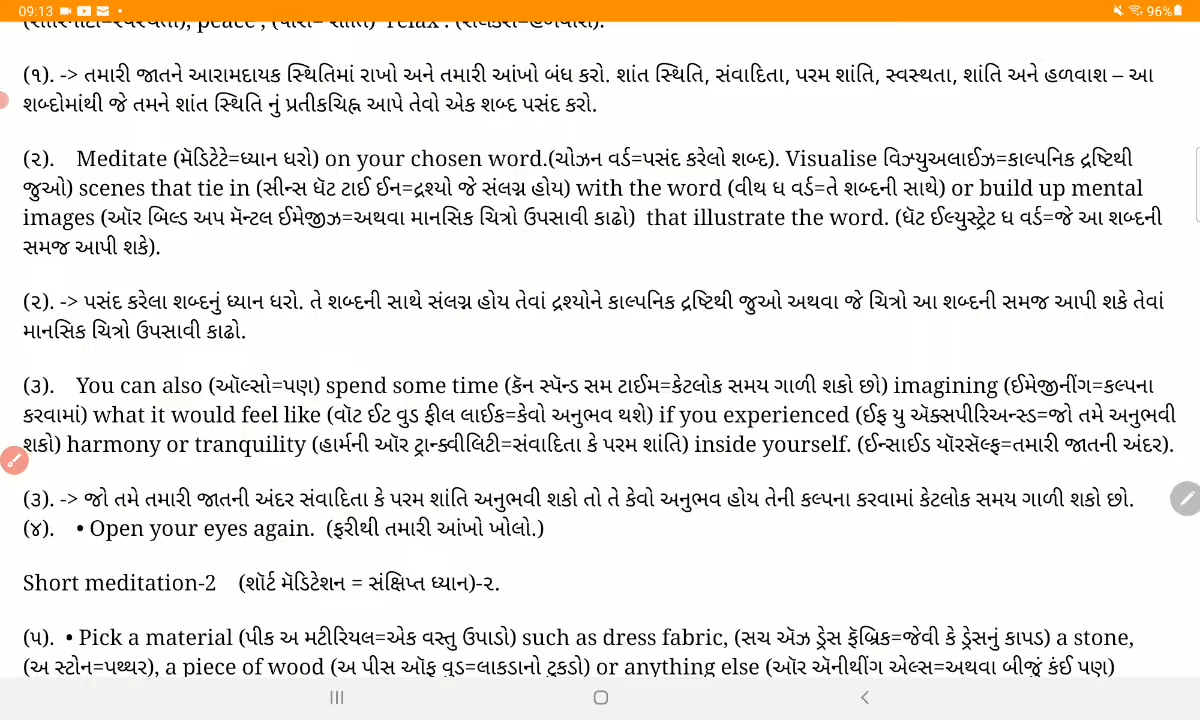 09:13
96%
peace , (પીસ= શાંતિ) relax . (રીલેક્સ=હળવાશ).
(૧). -> તમારી જાતને આરામદાયક સ્થિતિમાં રાખો અને તમારી આંખો બંધ કરો. શાંત સ્થિતિ, સંવાદિતા, પરમ શાંતિ, સ્વસ્થતા, શાંતિ અને હળવાશ – આ
શબ્દોમાંથી જે તમને શાંત સ્થિતિ નું પ્રતીકચિહ્ન આપે તેવો એક શબ્દ પસંદ કરો.
(૨). Meditate (મૅડિટેટે=ધ્યાન ધરો) on your chosen word.(ચોઝન વર્ડ=પસંદ કરેલો શબ્દ). Visualise વિઝ્યુઅલાઈઝ=કાલ્પનિક દ્રષ્ટિથી
જુઓ) scenes that tie in (સીન્સ ધૅટ ટાઈ ઈન=દ્રશ્યો જે સંલગ્ન હોય) with the word (વીથ ધ વર્ડ=તે શબ્દની સાથે) or build up mental
images (ઑર બિલ્ડ અપ મૅન્ટલ ઈમેજીઝ=અથવા માનસિક ચિત્રો ઉપસાવી કાઢો) that illustrate the word. (ધૅટ ઈલ્યુસ્ટ્રેટ ધ વર્ડ=જે આ શબ્દની
સમજ આપી શકે).
(૨). -> પસંદ કરેલા શબ્દનું ધ્યાન ધરો. તે શબ્દની સાથે સંલગ્ન હોય તેવાં દ્રશ્યોને કાલ્પનિક દ્રષ્ટિથી જુઓ અથવા જે ચિત્રો આ શબ્દની સમજ આપી શકે તેવાં
માનસિક ચિત્રો ઉપસાવી કાઢો.
(૩). You can also (ઑલ્સો=પણ) spend some time (કૅન સ્પૅન્ડ સમ ટાઈમ=કેટલોક સમય ગાળી શકો છો) imagining (ઈમેજીનીંગ=કલ્પના
કરવામાં) what it would feel like (વૉટ ઈટ વુડ ફીલ લાઈક=કેવો અનુભવ થશે) if you experienced (ઈફ યુ ઍક્સપીરિઅન્સ્ડ=જો તમે અનુભવી
શકો) harmony or tranquility (હાર્મની ઑર ટ્રાન્ક્વીલિટી=સંવાદિતા કે પરમ શાંતિ) inside yourself. (ઈન્સાઈડ યૉરસૅલ્ફ=તમારી જાતની અંદર).
(૩). -> જો તમે તમારી જાતની અંદર સંવાદિતા કે પરમ શાંતિ અનુભવી શકો તો તે કેવો અનુભવ હોય તેની કલ્પના કરવામાં કેટલોક સમય ગાળી શકો છો.
(૪). • Open your eyes again. (ફરીથી તમારી આંખો ખોલો.)
Short meditation-2 (શૉર્ટ મૅડિટેશન = સંક્ષિપ્ત ધ્યાન)-૨.
(૫). • Pick a material (પીક અ મટીરિયલ=એક વસ્તુ ઉપાડો) such as dress fabric, (સચ ઍઝ ડ્રેસ ફૅબ્રિક=જેવી કે ડ્રેસનું કાપડ) a stone,
(અ સ્ટોન=પથ્થર), a piece of wood (અ પીસ ઑફ વુડ=લાકડાનો ટૂકડો) or anything else (ઑર ઍનીથીંગ એલ્સ=અથવા બીજું કંઈ પણ)